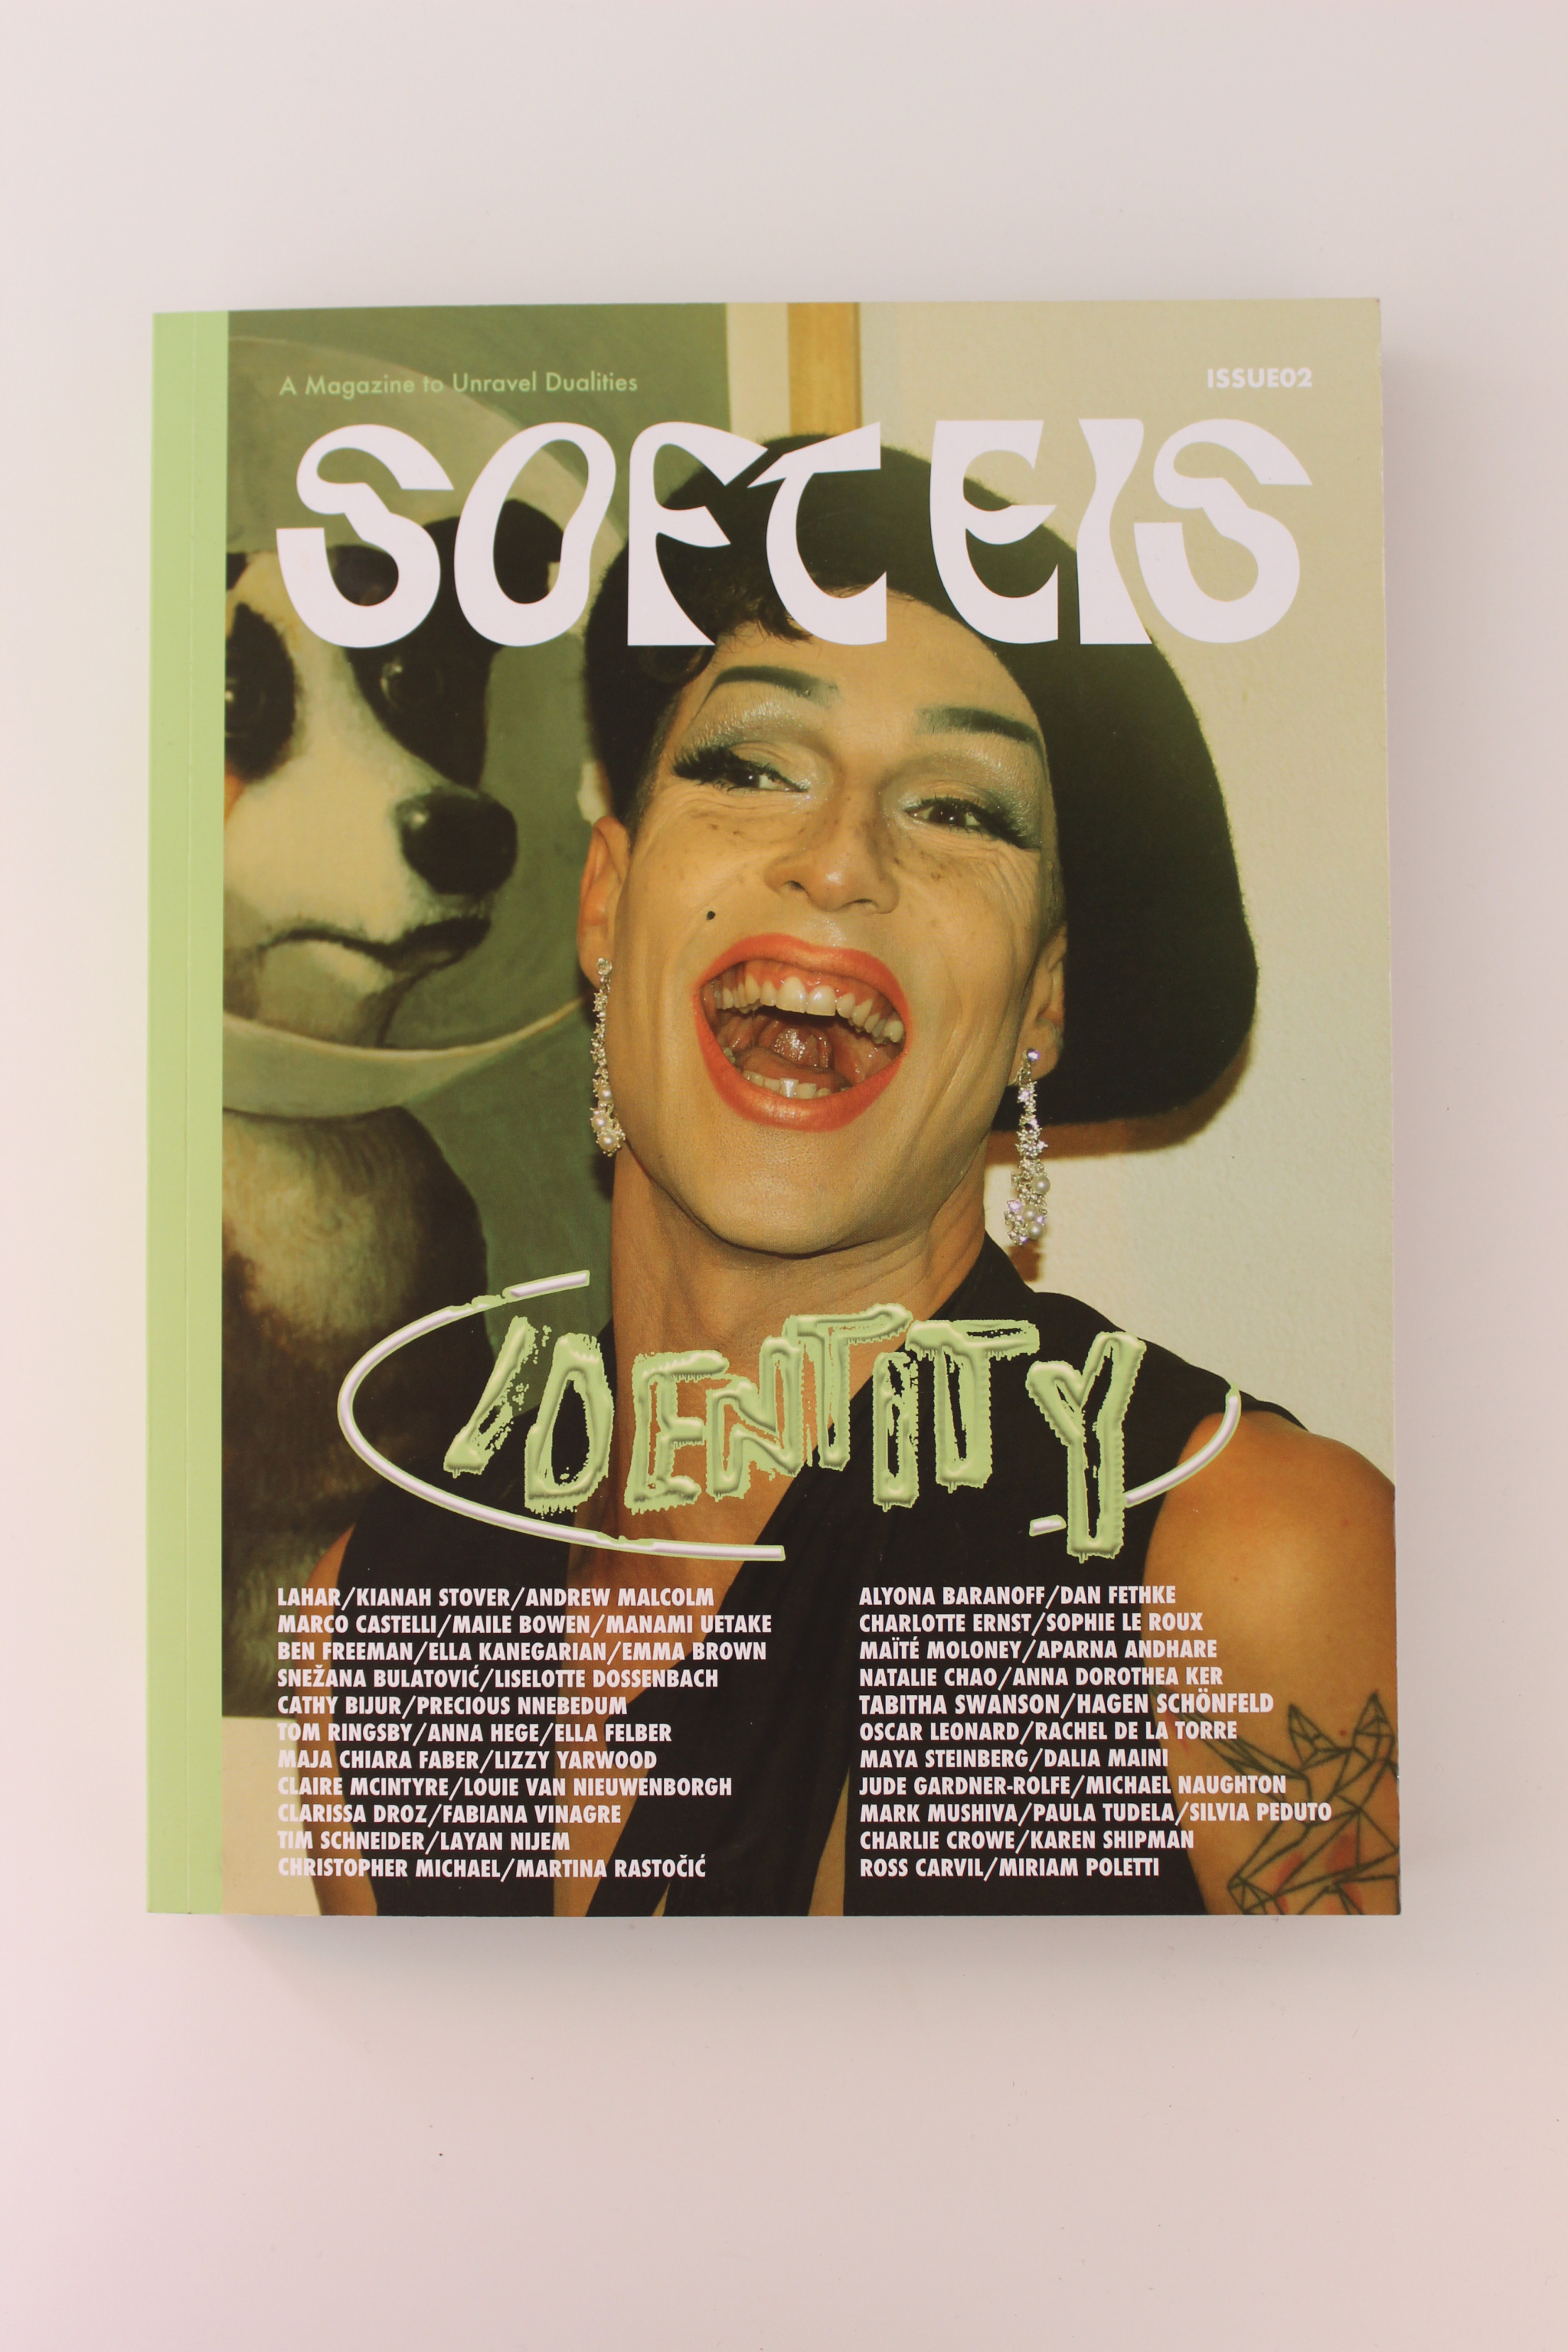 A Magazine to Unravel Dualities
ISSUE02
SOFT EIS
IDENTITY
LAHAR/KIANAH STOVER/ANDREW MALCOLM
MARCO CASTELLI/MAILE BOWEN/MANAMI UETAKE
BEN FREEMAN/ELLA KANEGARIAN/EMMA BROWN
SNEŽANA BULATOVIĆ/LISELOTTE DOSSENBACH
CATHY BIJUR/PRECIOUS NNEBEDUM
TOM RINGSBY/ANNA HEGE/ELLA FELBER
MAJA CHIARA FABER/LIZZY YARWOOD
CLAIRE MCINTYRE/LOUIE VAN NIEUWENBORGH
CLARISSA DROZ/FABIANA VINAGRE
TIM SCHNEIDER/LAYAN NIJEM
CHRISTOPHER MICHAEL/MARTINA RASTOČIĆ
ALYONA BARANOFF/DAN FETHKE
CHARLOTTE ERNST/SOPHIE LE ROUX
MAÏTÉ MOLONEY/APARNA ANDHARE
NATALIE CHAO/ANNA DOROTHEA KER
TABITHA SWANSON/HAGEN SCHÖNFELD
OSCAR LEONARD/RACHEL DE LA TORRE
MAYA STEINBERG/DALIA MAINI
JUDE GARDNER-ROLFE/MICHAEL NAUGHTON
MARK MUSHIVA/PAULA TUDELA/SILVIA PEDUTO
CHARLIE CROWE/KAREN SHIPMAN
ROSS CARVIL/MIRIAM POLETTI